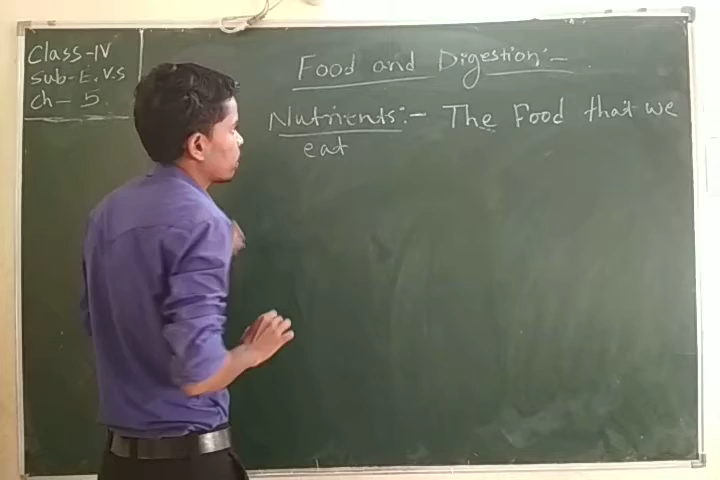 Class-IV
Sub-E.V.S
Ch- 5
Food and Digestion:-
Nutrients:- The Food that we
eat